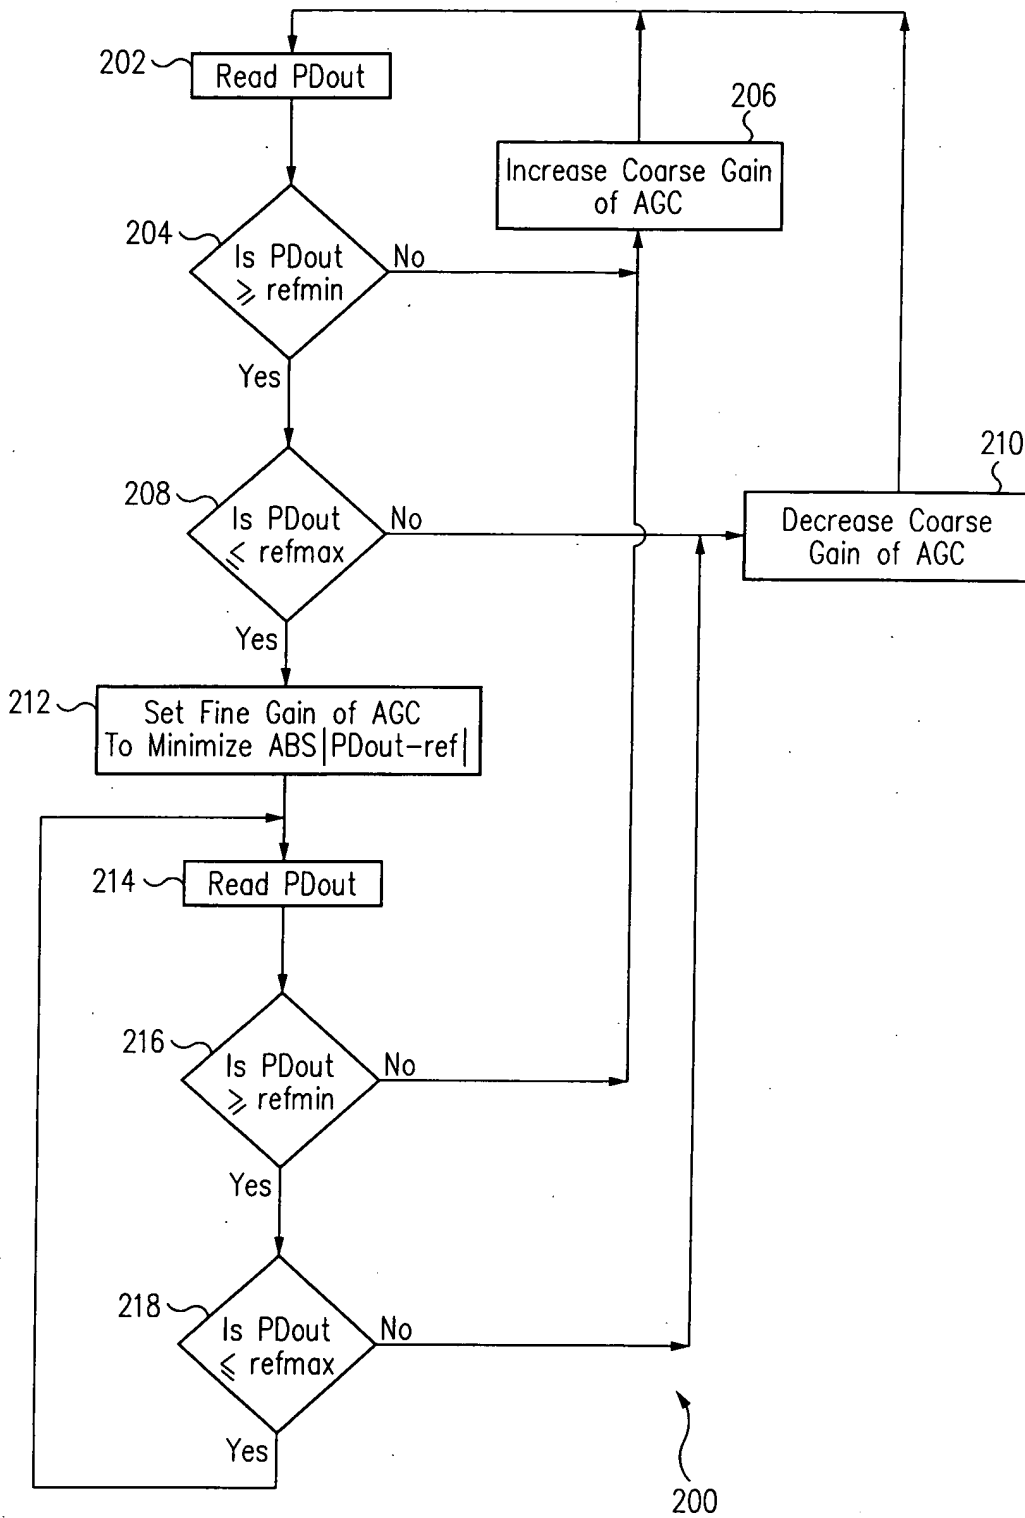 202
Read PDout
206
Increase Coarse Gain
of AGC
204
Is PDout
≥ refmin
No
Yes
208
Is PDout
≤ refmax
No
Yes
210
Decrease Coarse
Gain of AGC
212
Set Fine Gain of AGC
To Minimize ABS|PDout-ref|
214
Read PDout
216
Is PDout
≥ refmin
No
Yes
218
Is PDout
≤ refmax
No
Yes
200